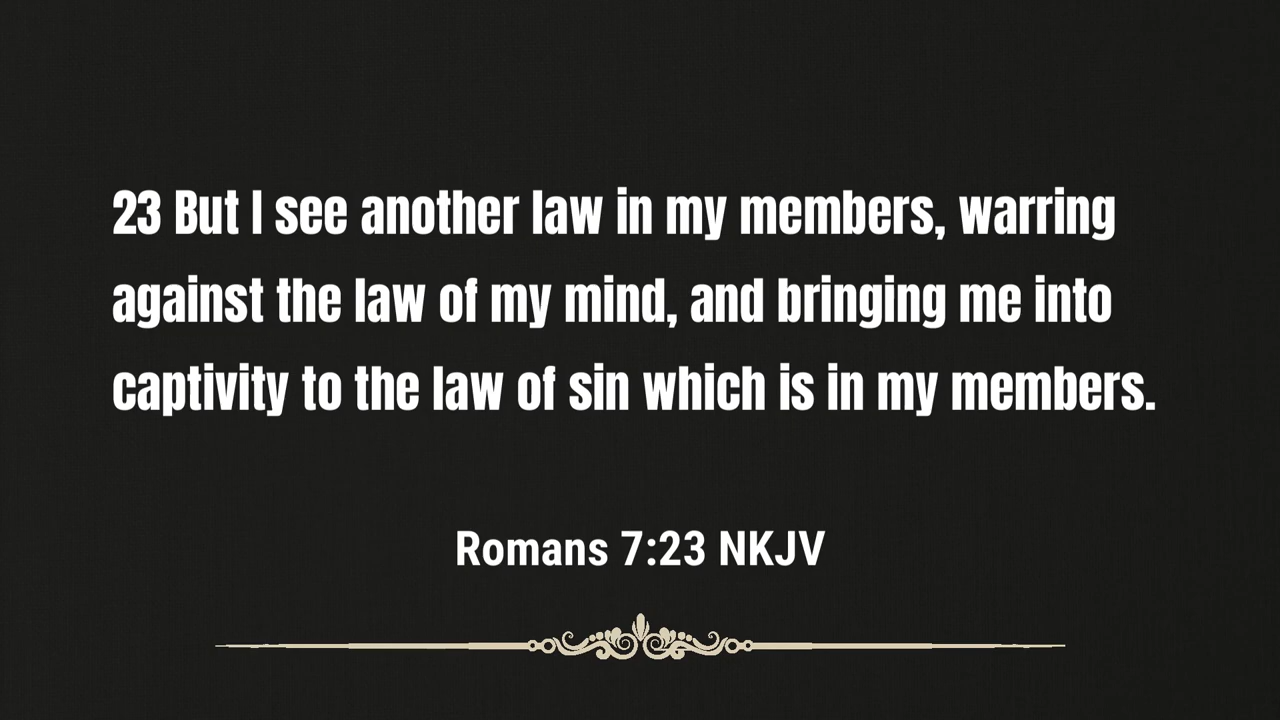 23 But I see another law in my members, warring
against the law of my mind, and bringing me into
captivity to the law of sin which is in my members.
Romans 7:23 NKJV